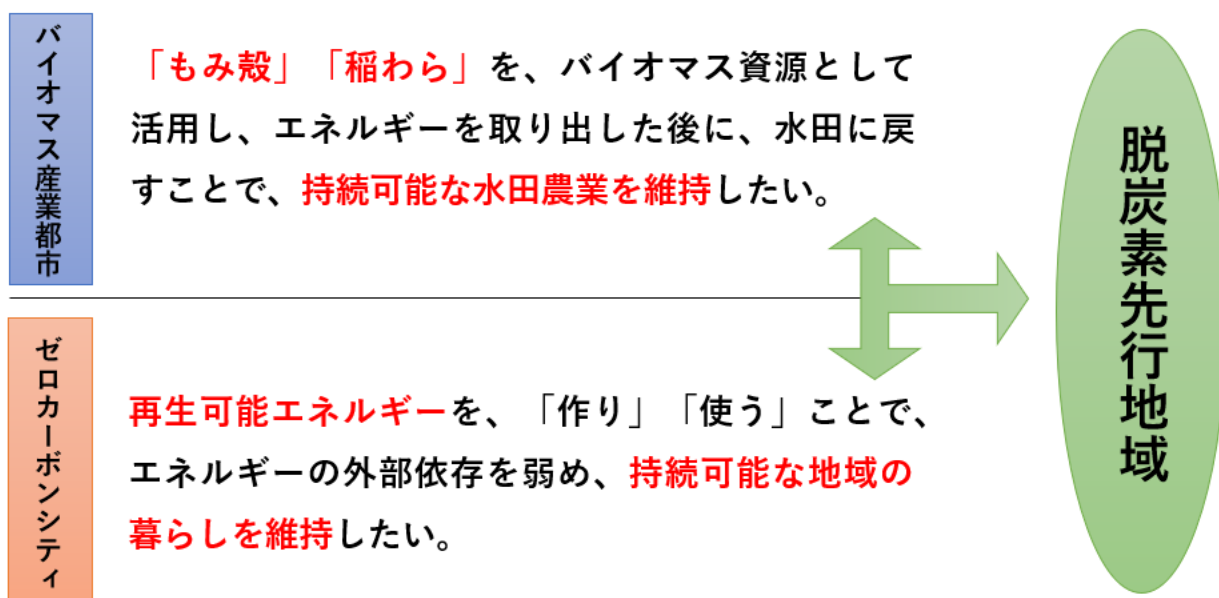 バイオマス産業都市
「もみ殻」「稲わら」を、バイオマス資源として
活用し、エネルギーを取り出した後に、水田に戻
すことで、持続可能な水田農業を維持したい。
ゼロカーボンシティ
再生可能エネルギーを、「作り」「使う」ことで、
エネルギーの外部依存を弱め、持続可能な地域の
暮らしを維持したい。
脱炭素先行地域